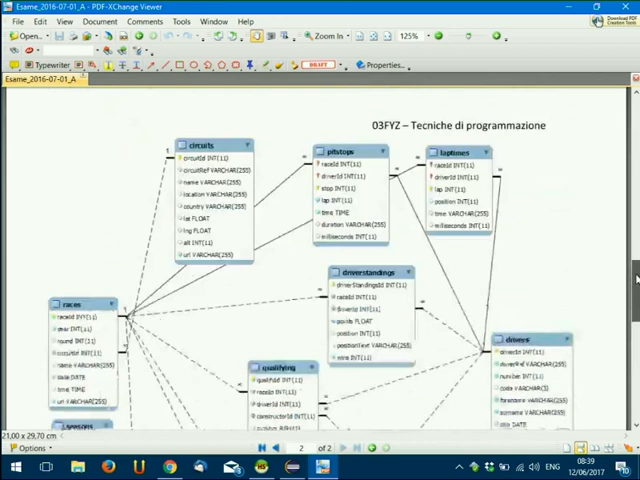 Esame_2016-07-01_A - PDF-XChange Viewer
File Edit View Document Comments Tools Window Help
Download PDF
Creation Tools
Open...
Zoom In
125%
Typewriter
DRAFT
Properties...
Esame_2016-07-01_A
03FYZ – Tecniche di programmazione
circuits
circuitId INT(11)
circuitRef VARCHAR(255)
name VARCHAR(255)
location VARCHAR(255)
country VARCHAR(255)
lat FLOAT
lng FLOAT
alt INT(11)
url VARCHAR(255)
pitstops
raceId INT(11)
driverId INT(11)
stop INT(11)
lap INT(11)
time TIME
duration VARCHAR(255)
milliseconds INT(11)
laptimes
raceId INT(11)
driverId INT(11)
lap INT(11)
position INT(11)
time VARCHAR(255)
milliseconds INT(11)
driverstandings
driverStandingsId INT(11)
raceId INT(11)
driverId INT(11)
points FLOAT
position INT(11)
positionText VARCHAR(255)
wins INT(11)
races
raceId INT(11)
year INT(11)
round INT(11)
circuitId INT(11)
name VARCHAR(255)
date DATE
time TIME
url VARCHAR(255)
drivers
driverId INT(11)
driverRef VARCHAR(255)
number INT(11)
code VARCHAR(3)
forename VARCHAR(255)
surname VARCHAR(255)
dob DATE
qualifying
qualifyId INT(11)
raceId INT(11)
driverId INT(11)
constructorId INT(11)
seasons
21,00 x 29,70 cm
Options
2 of 2
08:39
ENG
12/06/2017